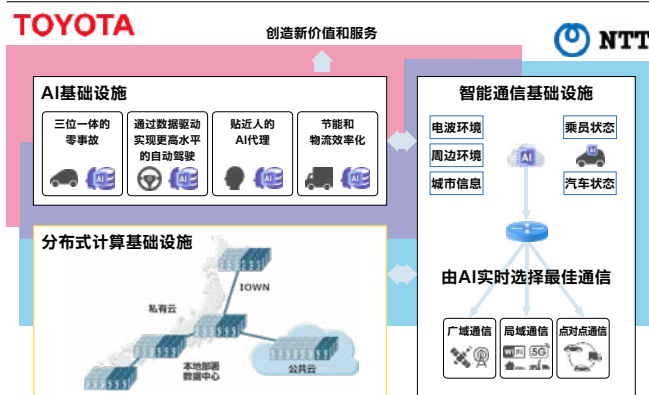 TOYOTA
创造新价值和服务
NTT
AI基础设施
三位一体的
零事故
AI
通过数据驱动
实现更高水平
的自动驾驶
AI
贴近人的
AI代理
AI
节能和
物流效率化
AI
智能通信基础设施
电波环境
周边环境
城市信息
AI
乘员状态
AI
汽车状态
分布式计算基础设施
IOWN
私有云
本地部署
数据中心
公共云
由AI实时选择最佳通信
广域通信
局域通信
WiFi
5G
点对点通信